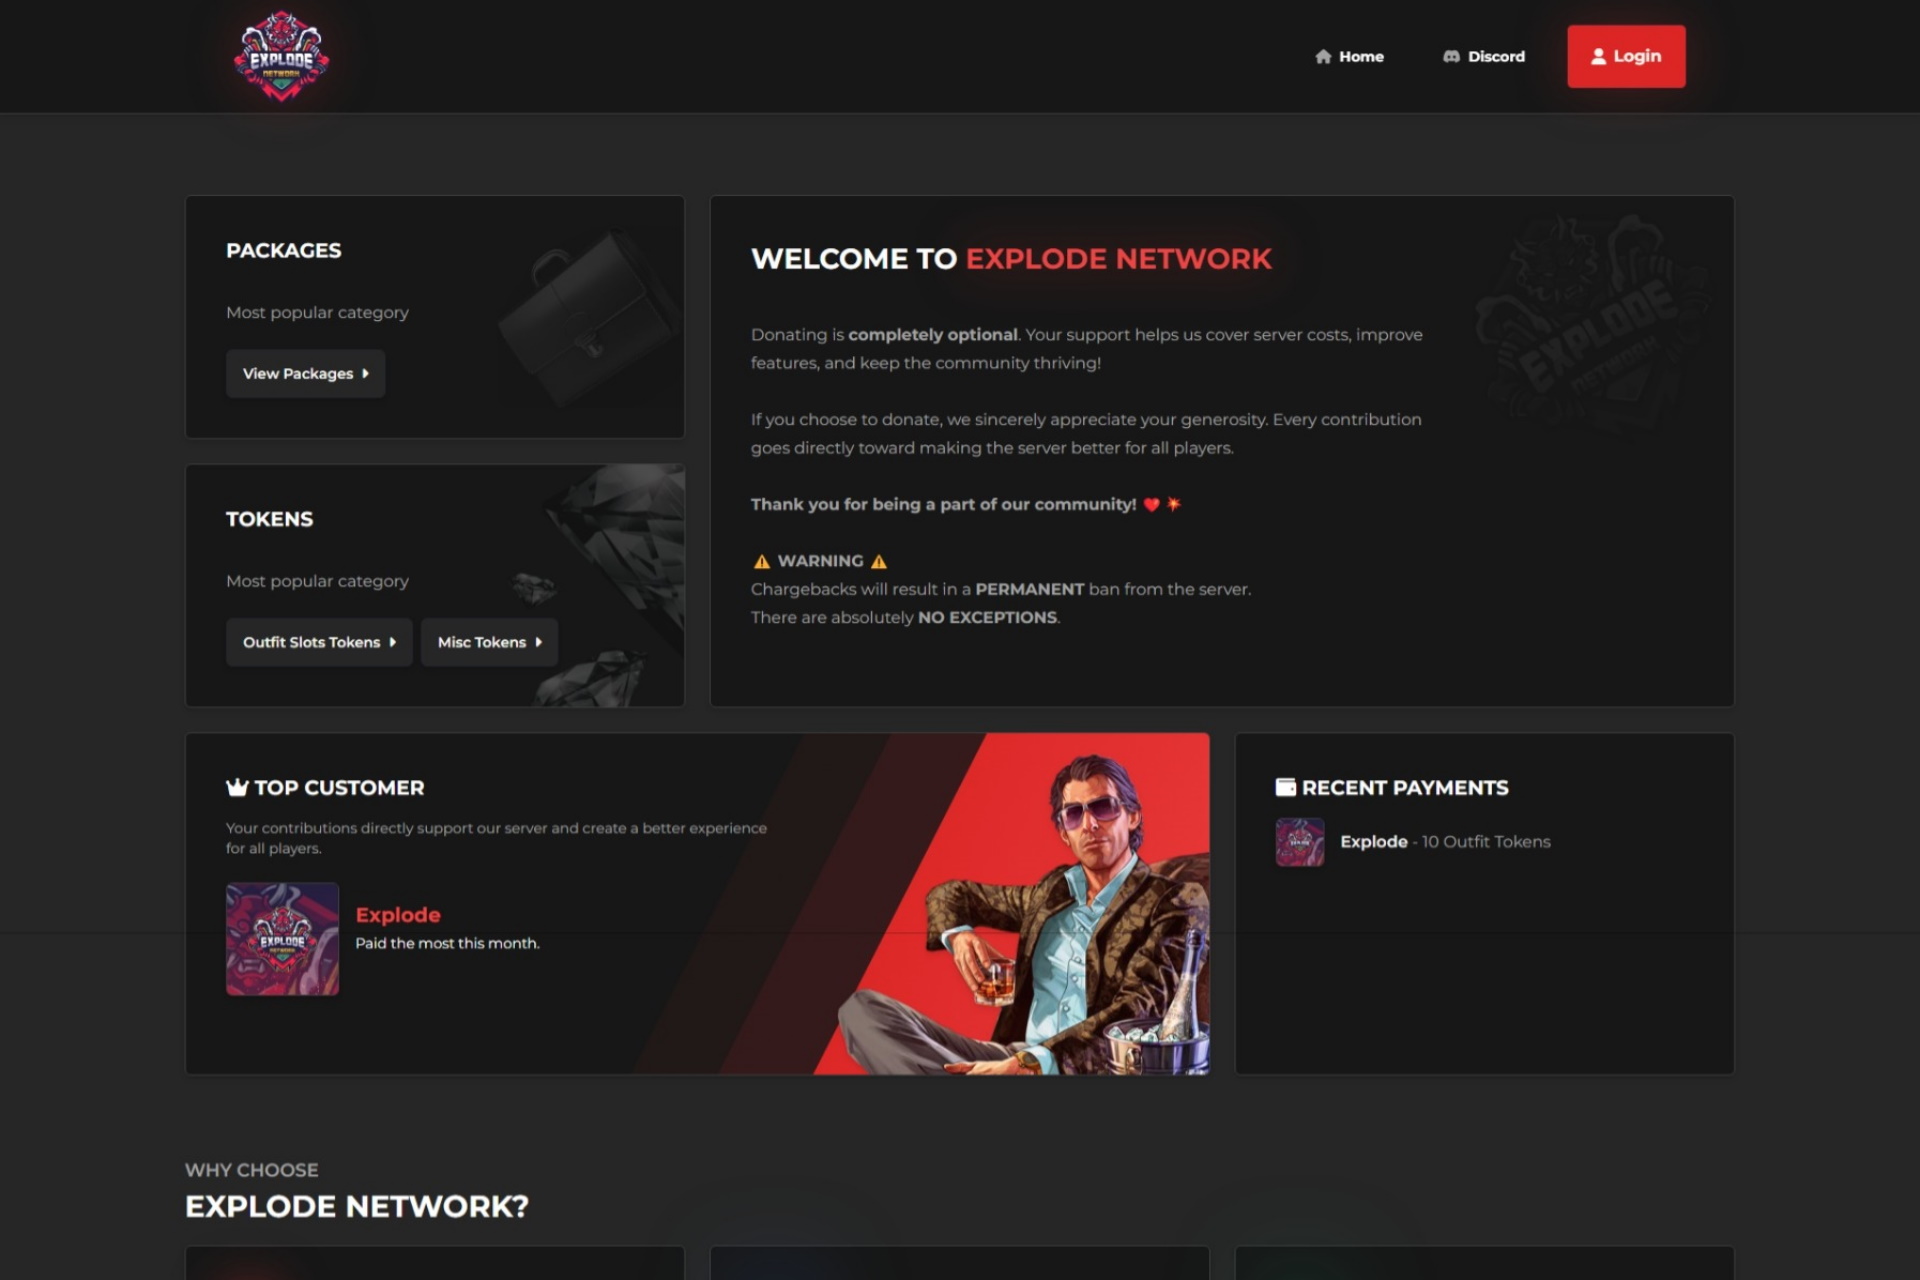 EXPLODE
NETWORK
Home
Discord
Login
PACKAGES
Most popular category
View Packages
TOKENS
Most popular category
Outfit Slots Tokens
Misc Tokens
WELCOME TO EXPLODE NETWORK
Donating is completely optional. Your support helps us cover server costs, improve
features, and keep the community thriving!
If you choose to donate, we sincerely appreciate your generosity. Every contribution
goes directly toward making the server better for all players.
Thank you for being a part of our community! ❤️ 💥
⚠️ WARNING ⚠️
Chargebacks will result in a PERMANENT ban from the server.
There are absolutely NO EXCEPTIONS.
EXPLODE
NETWORK
TOP CUSTOMER
Your contributions directly support our server and create a better experience
for all players.
EXPLODE
NETWORK
Explode
Paid the most this month.
RECENT PAYMENTS
Explode - 10 Outfit Tokens
WHY CHOOSE
EXPLODE NETWORK?